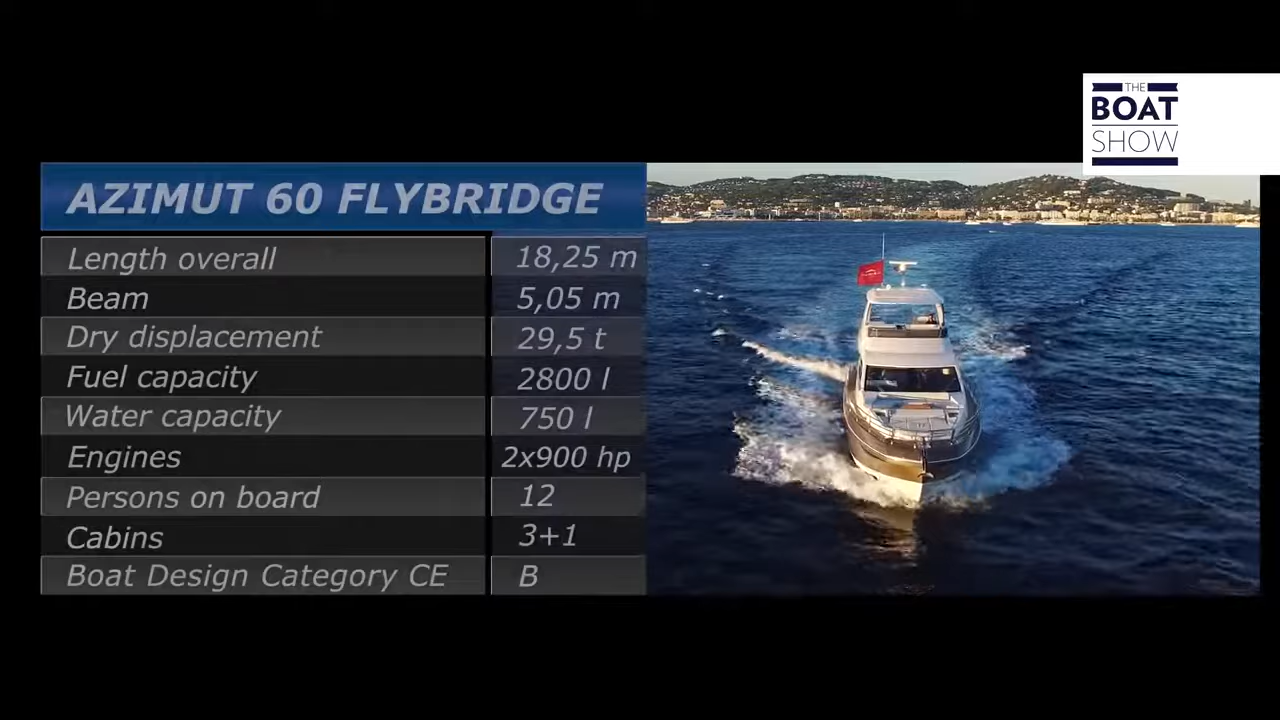 THE
BOAT
SHOW
AZIMUT 60 FLYBRIDGE
Length overall 18,25 m
Beam 5,05 m
Dry displacement 29,5 t
Fuel capacity 2800 l
Water capacity 750 l
Engines 2x900 hp
Persons on board 12
Cabins 3+1
Boat Design Category CE B